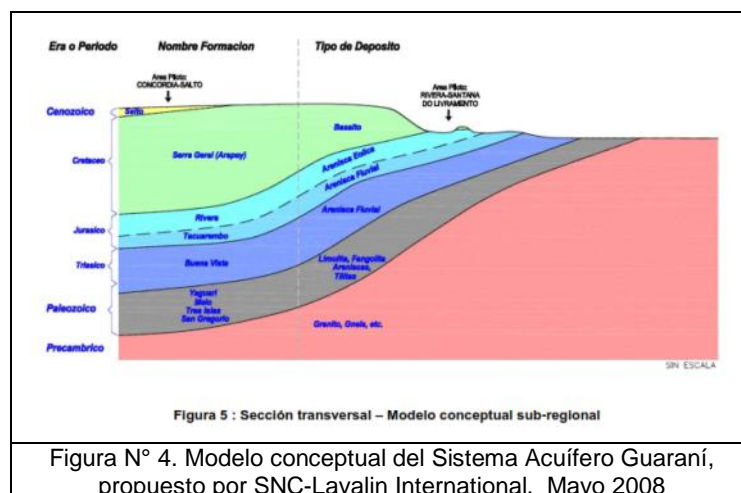 Era o Periodo
Nombre Formacion
Tipo de Deposito
Area Piloto:
CONCORDIA-SALTO
Area Piloto:
RIVERA-SANTANA
DO LIVRAMENTO
Cenozoico
Salto
Basalto
Cretaceo
Serra Geral (Arapey)
Arenisca Eolica
Arenisca Fluvial
Rivera
Jurasico
Tacuarembo
Arenisca Fluvial
Triasico
Buena Vista
Limolita, Fangolita
Areniscas,
Tilitas
Yaguari
Melo
Tres Islas
San Gregorio
Paleozoico
Granito, Gneis, etc.
Precambrico
SIN ESCALA
Figura 5 : Sección transversal – Modelo conceptual sub-regional
Figura N° 4. Modelo conceptual del Sistema Acuífero Guaraní,
propuesto por SNC-Lavalin International. Mayo 2008